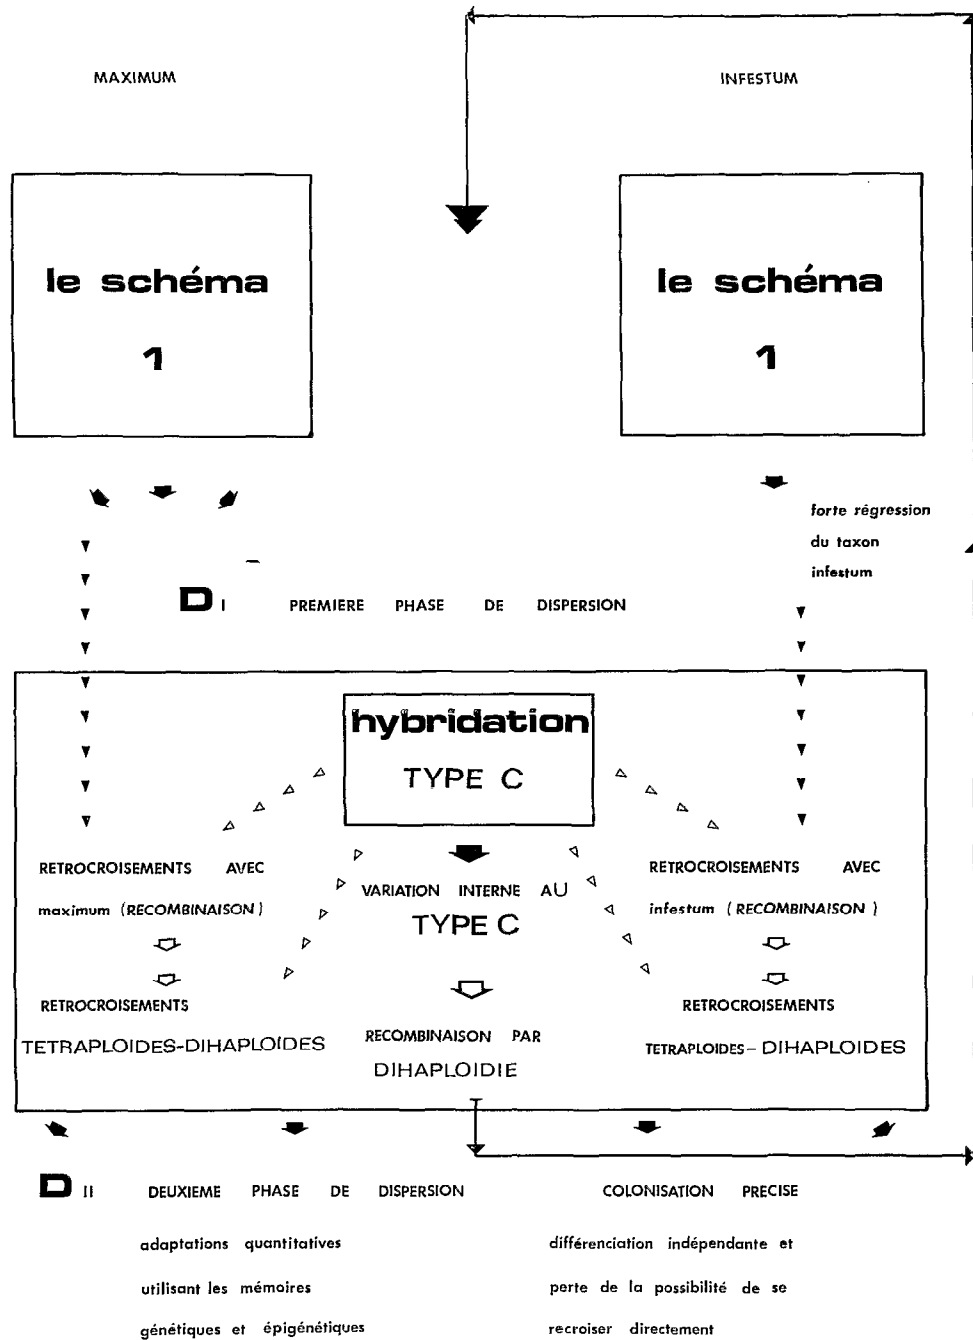 MAXIMUM
INFESTUM
le schéma
1
le schéma
1
forte régression
du taxon
infestum
D I PREMIERE PHASE DE DISPERSION
hybridation
TYPE C
RETROCROISEMENTS AVEC
maximum (RECOMBINAISON)
VARIATION INTERNE AU
TYPE C
RETROCROISEMENTS AVEC
infestum (RECOMBINAISON)
RETROCROISEMENTS
TETRAPLOIDES-DIHAPLOIDES
RECOMBINAISON PAR
DIHAPLOIDIE
RETROCROISEMENTS
TETRAPLOIDES-DIHAPLOIDES
D II DEUXIEME PHASE DE DISPERSION
adaptations quantitatives
utilisant les mémoires
génétiques et épigénétiques
COLONISATION PRECISE
différenciation indépendante et
perte de la possibilité de se
recroiser directement